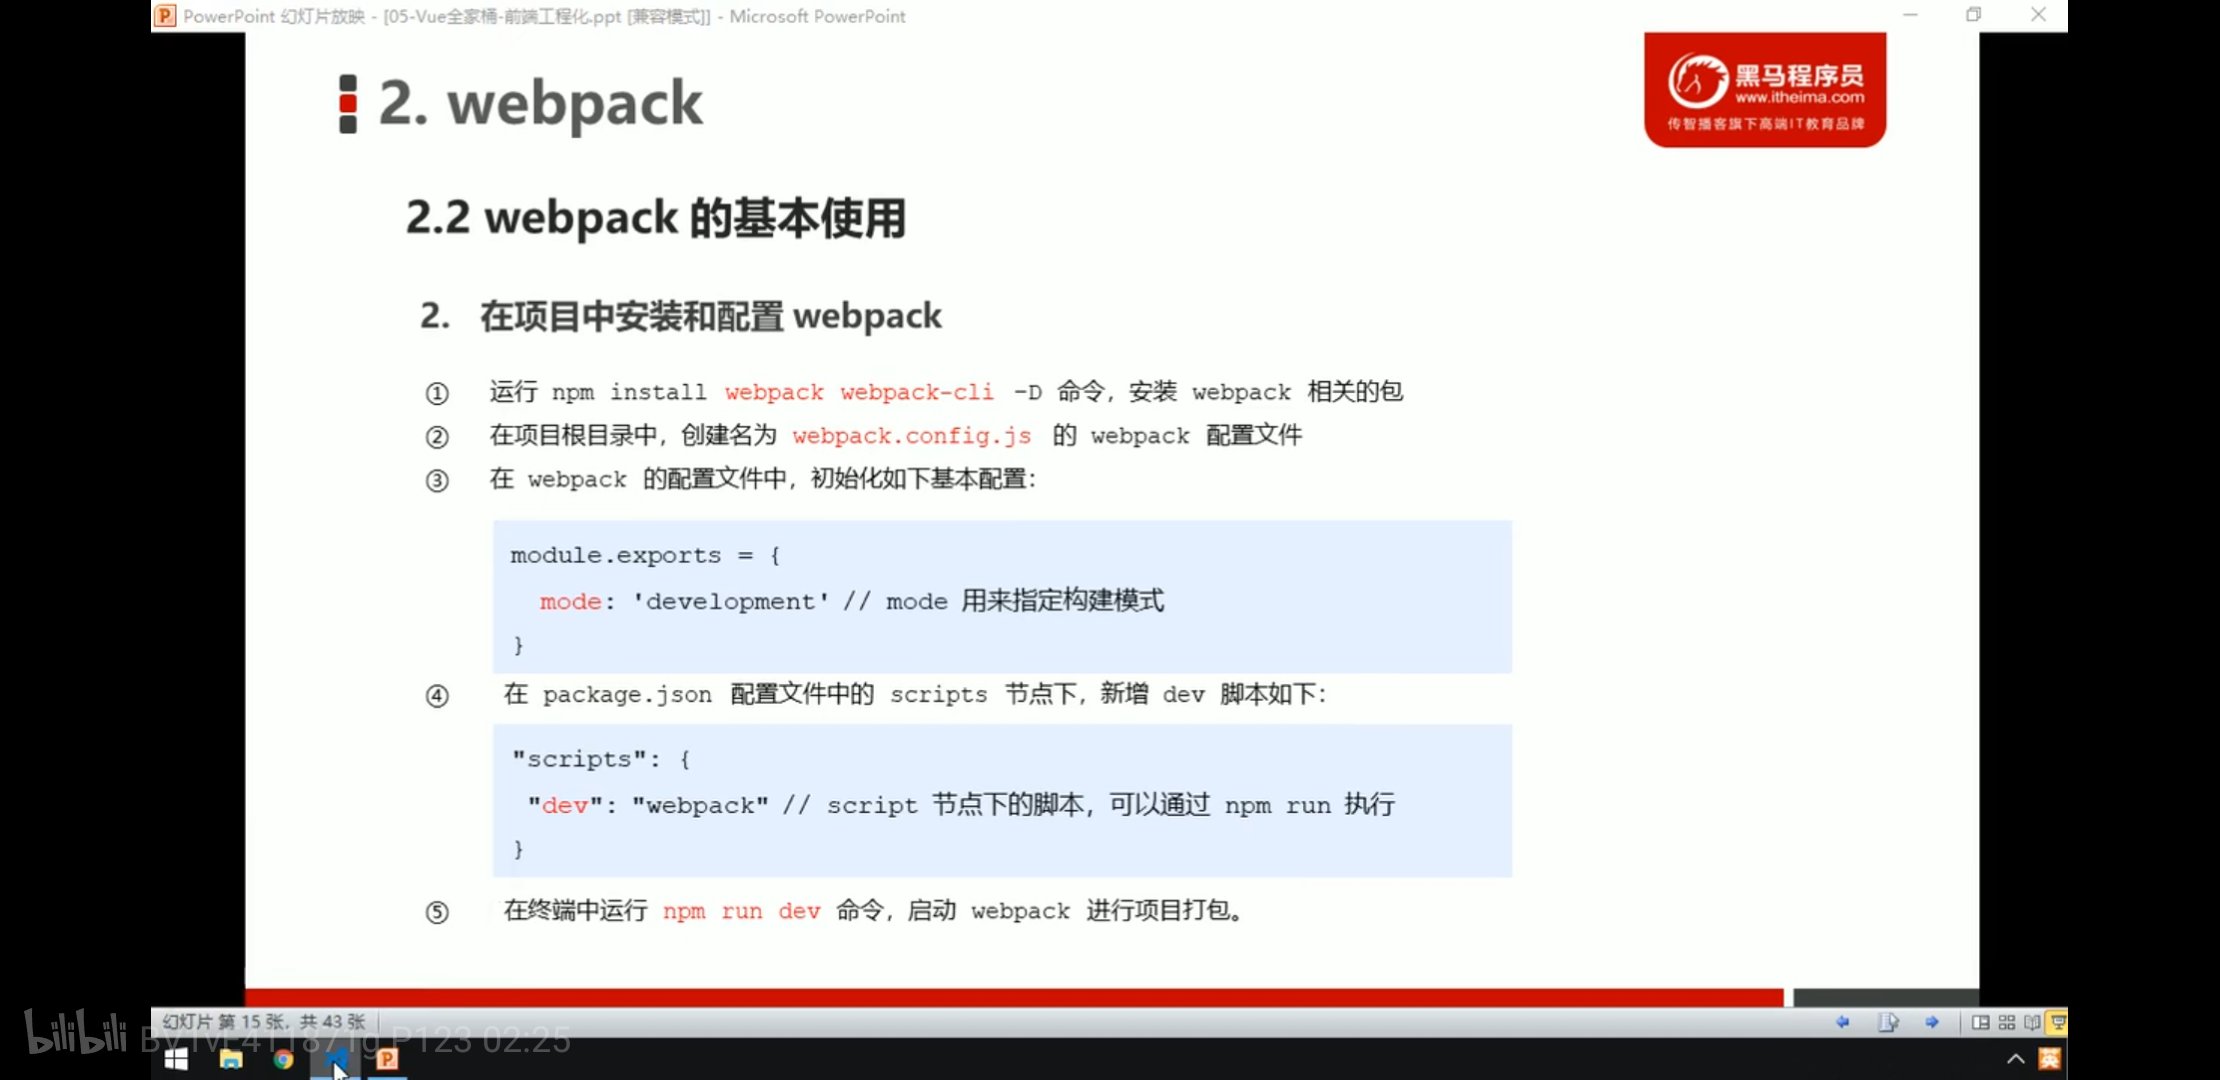 PowerPoint 幻灯片放映 - [05-Vue全家桶-前端工程化.ppt [兼容模式]] - Microsoft PowerPoint
黑马程序员
www.itheima.com
传智播客旗下高端IT教育品牌
2. webpack
2.2 webpack 的基本使用
2. 在项目中安装和配置 webpack
① 运行 npm install webpack webpack-cli -D 命令，安装 webpack 相关的包
② 在项目根目录中，创建名为 webpack.config.js 的 webpack 配置文件
③ 在 webpack 的配置文件中，初始化如下基本配置：
module.exports = {
mode: 'development' // mode 用来指定构建模式
}
④ 在 package.json 配置文件中的 scripts 节点下，新增 dev 脚本如下：
"scripts": {
"dev": "webpack" // script 节点下的脚本，可以通过 npm run 执行
}
⑤ 在终端中运行 npm run dev 命令，启动 webpack 进行项目打包。
幻灯片 第 15 张，共 43 张
bilibili P123 02:25
英